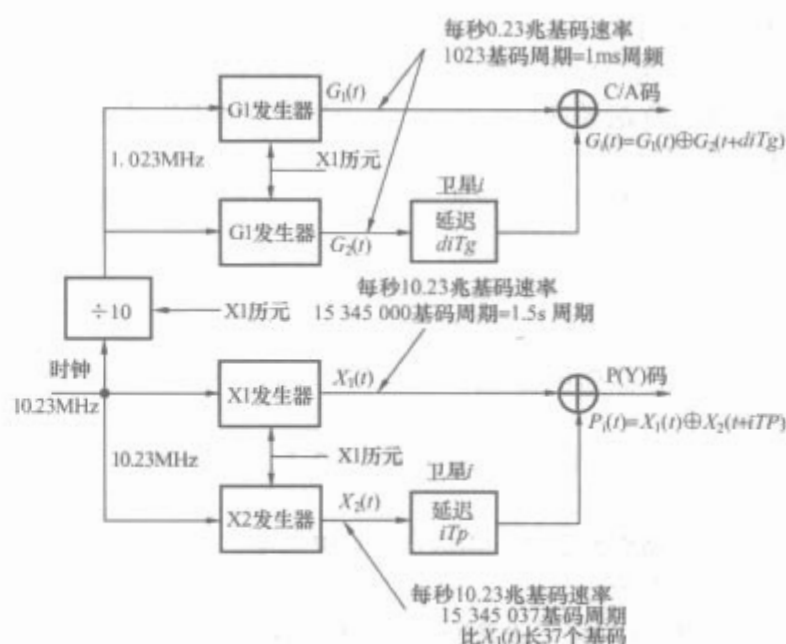 每秒0.23兆基码速率
1023基码周期=1ms周频
G1发生器
G₁(t)
C/A码
1.023MHz
X1历元
Gᵢ(t)=G₁(t)⊕G₂(t+diTg)
卫星i
G1发生器
G₂(t)
延迟
diTg
每秒10.23兆基码速率
15 345 000基码周期=1.5s 周期
÷10
X1历元
时钟
10.23MHz
X1发生器
X₁(t)
P(Y)码
10.23MHz
X1历元
Pᵢ(t)=X₁(t)⊕X₂(t+iTP)
卫星i
X2发生器
X₂(t)
延迟
iTp
每秒10.23兆基码速率
15 345 037基码周期
比X₁(t)长37个基码